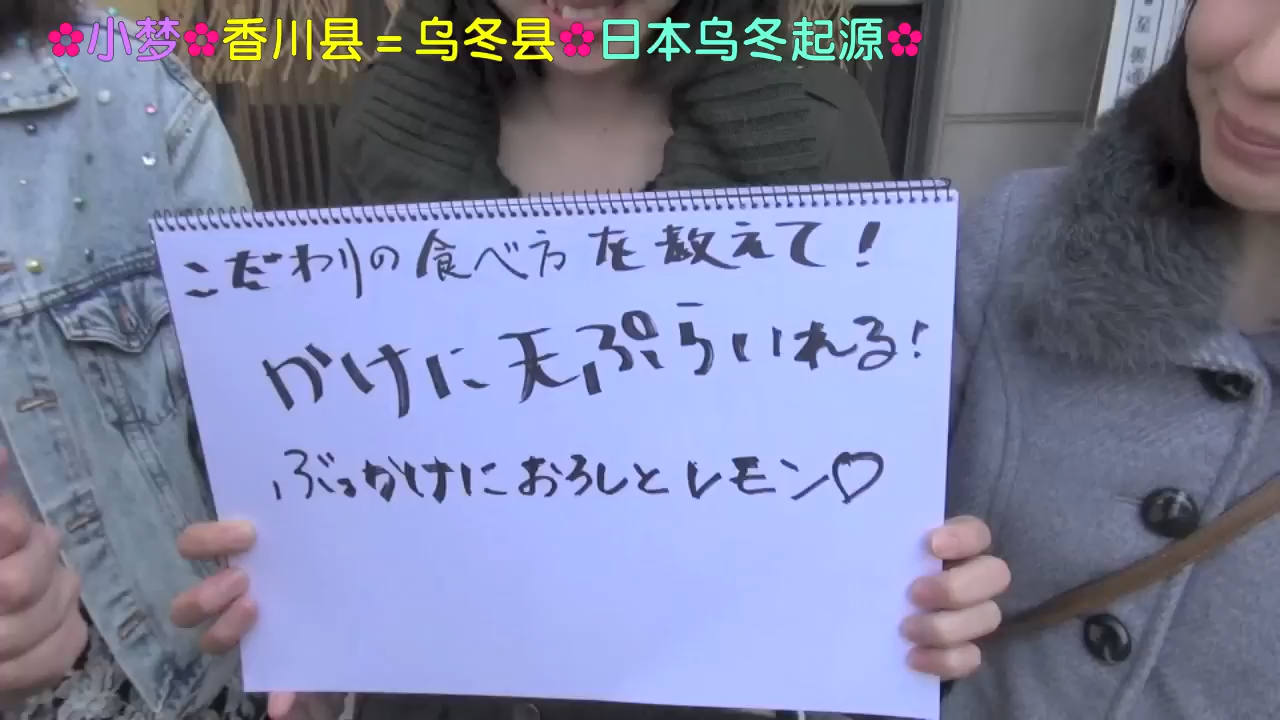 ✿小梦✿香川县=乌冬县✿日本乌冬起源✿
こだわりの食べ方を教えて!
かけに天ぷらいれる!
ぶっかけにおろしとレモン♡